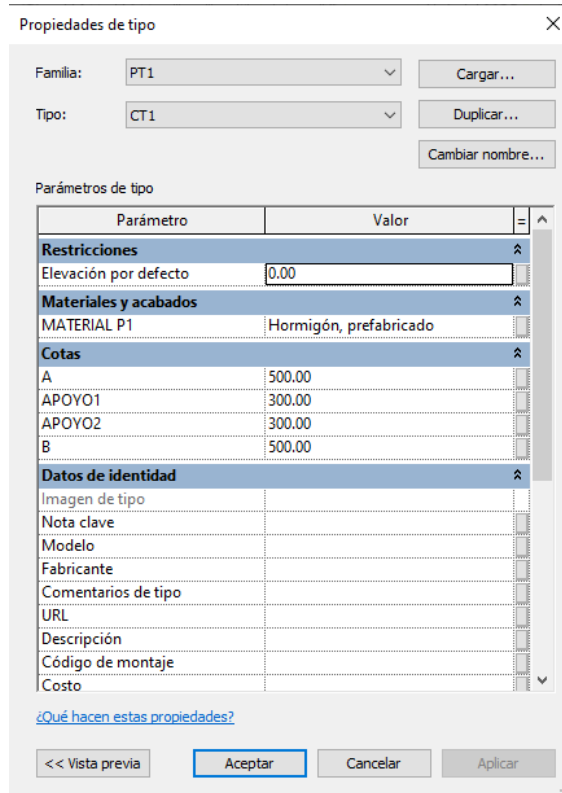 Propiedades de tipo
Familia: PT1 Cargar...
Tipo: CT1 Duplicar...
Cambiar nombre...
Parámetros de tipo
Parámetro Valor =
Restricciones
Elevación por defecto 0.00
Materiales y acabados
MATERIAL P1 Hormigón, prefabricado
Cotas
A 500.00
APOYO1 300.00
APOYO2 300.00
B 500.00
Datos de identidad
Imagen de tipo
Nota clave
Modelo
Fabricante
Comentarios de tipo
URL
Descripción
Código de montaje
Costo
¿Qué hacen estas propiedades?
<< Vista previa Aceptar Cancelar Aplicar